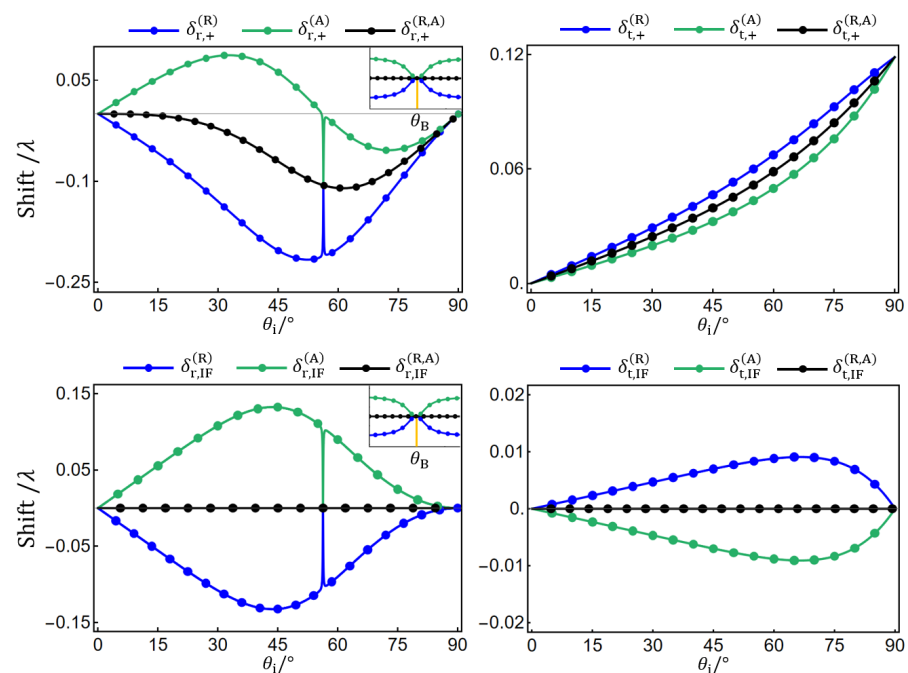 δ_{r,+}^{(R)} δ_{r,+}^{(A)} δ_{r,+}^{(R,A)}
Shift /λ
0.05
−0.1
−0.25
θ_B
0 15 30 45 60 75 90
θ_i/°
δ_{t,+}^{(R)} δ_{t,+}^{(A)} δ_{t,+}^{(R,A)}
0.12
0.06
0.
0 15 30 45 60 75 90
θ_i/°
δ_{r,IF}^{(R)} δ_{r,IF}^{(A)} δ_{r,IF}^{(R,A)}
Shift /λ
0.15
0.05
−0.05
−0.15
θ_B
0 15 30 45 60 75 90
θ_i/°
δ_{t,IF}^{(R)} δ_{t,IF}^{(A)} δ_{t,IF}^{(R,A)}
0.02
0.01
0.
−0.01
−0.02
0 15 30 45 60 75 90
θ_i/°